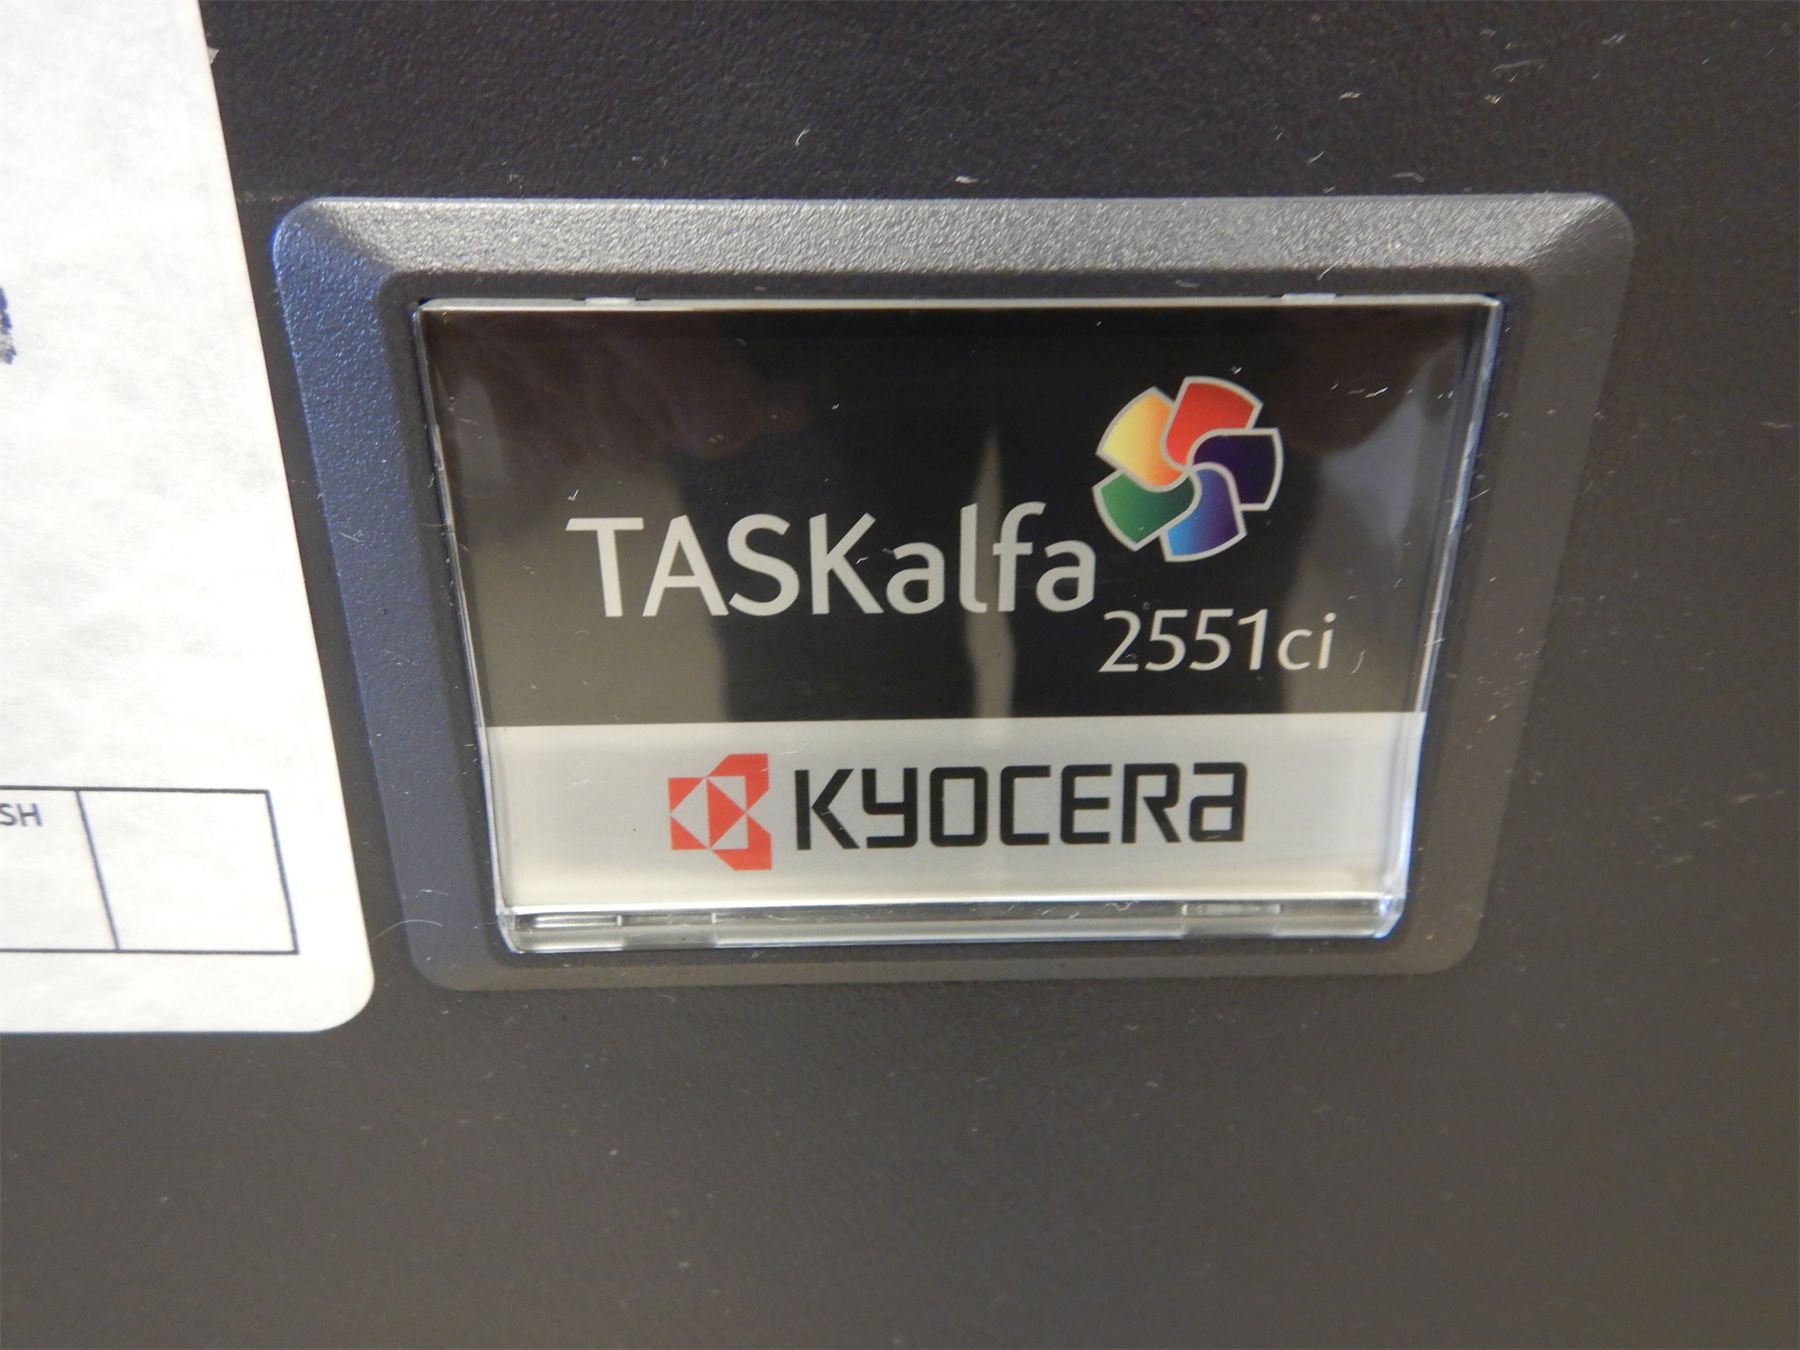 TASKalfa
2551ci
KYOCERA
SH